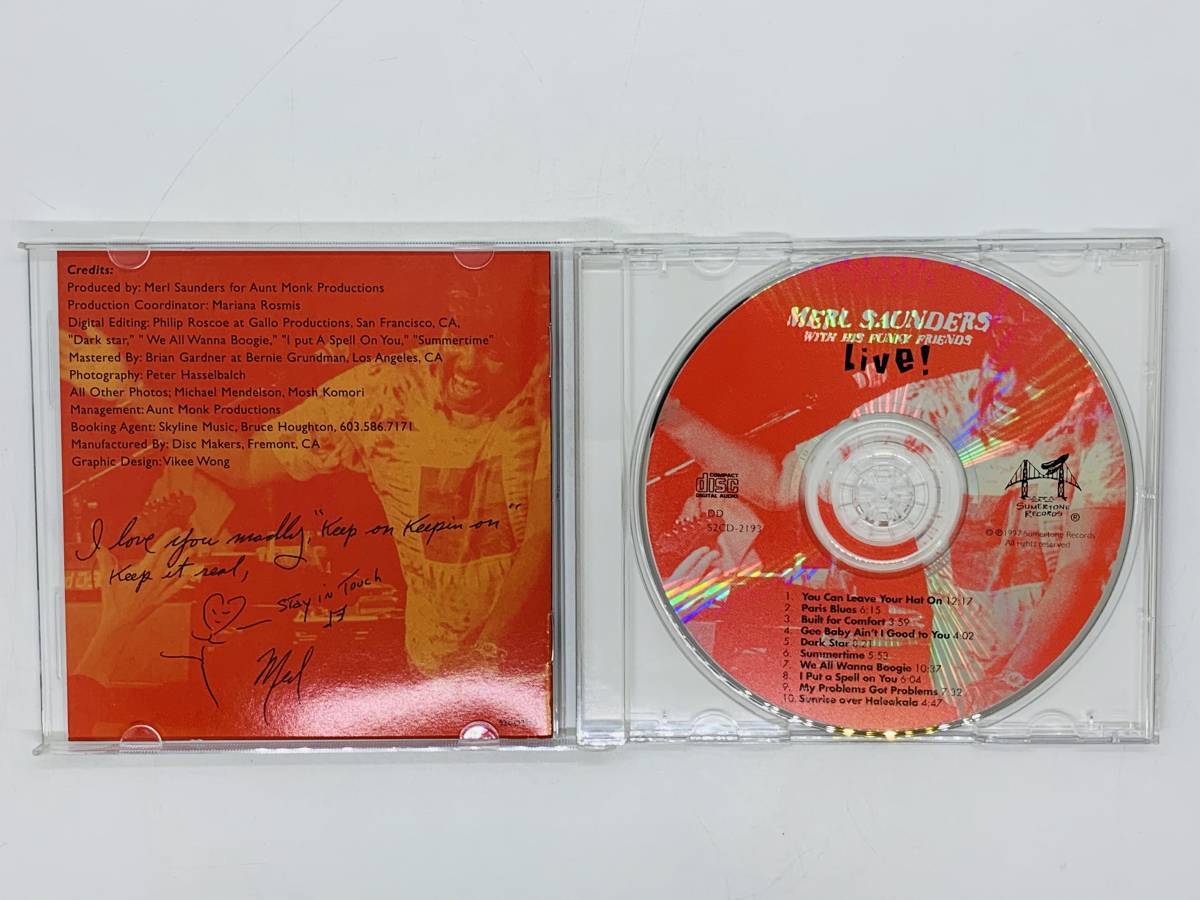 Credits:
Produced by: Merl Saunders for Aunt Monk Productions
Production Coordinator: Mariana Rosmis
Digital Editing: Philip Roscoe at Gallo Productions, San Francisco, CA,
"Dark star," " We All Wanna Boogie," "I put A Spell On You," "Summertime"
Mastered By: Brian Gardner at Bernie Grundman, Los Angeles, CA
Photography: Peter Hasselbalch
All Other Photos; Michael Mendelson, Mosh Komori
Management: Aunt Monk Productions
Booking Agent: Skyline Music, Bruce Houghton, 603.586.7171
Manufactured By: Disc Makers, Fremont, CA
Graphic Design: Vikee Wong
I love you madly, "Keep on Keepin on"
Keep it real,
Stay in Touch
Merl
MERL SAUNDERS
WITH HIS FUNKY FRIENDS
Live!
COMPACT
disc
DIGITAL AUDIO
DD
S2CD-2193
SUMERTONE
RECORDS ®
© ℗1997 Sumertone Records
All rights reserved
1. You Can Leave Your Hat On 12:17
2. Paris Blues 6:15
3. Built for Comfort 3:59
4. Gee Baby Ain't I Good to You 4:02
5. Dark Star 8:21
6. Summertime 5:53
7. We All Wanna Boogie 10:37
8. I Put a Spell on You 6:04
9. My Problems Got Problems 7:32
10. Sunrise over Haleakala 4:47